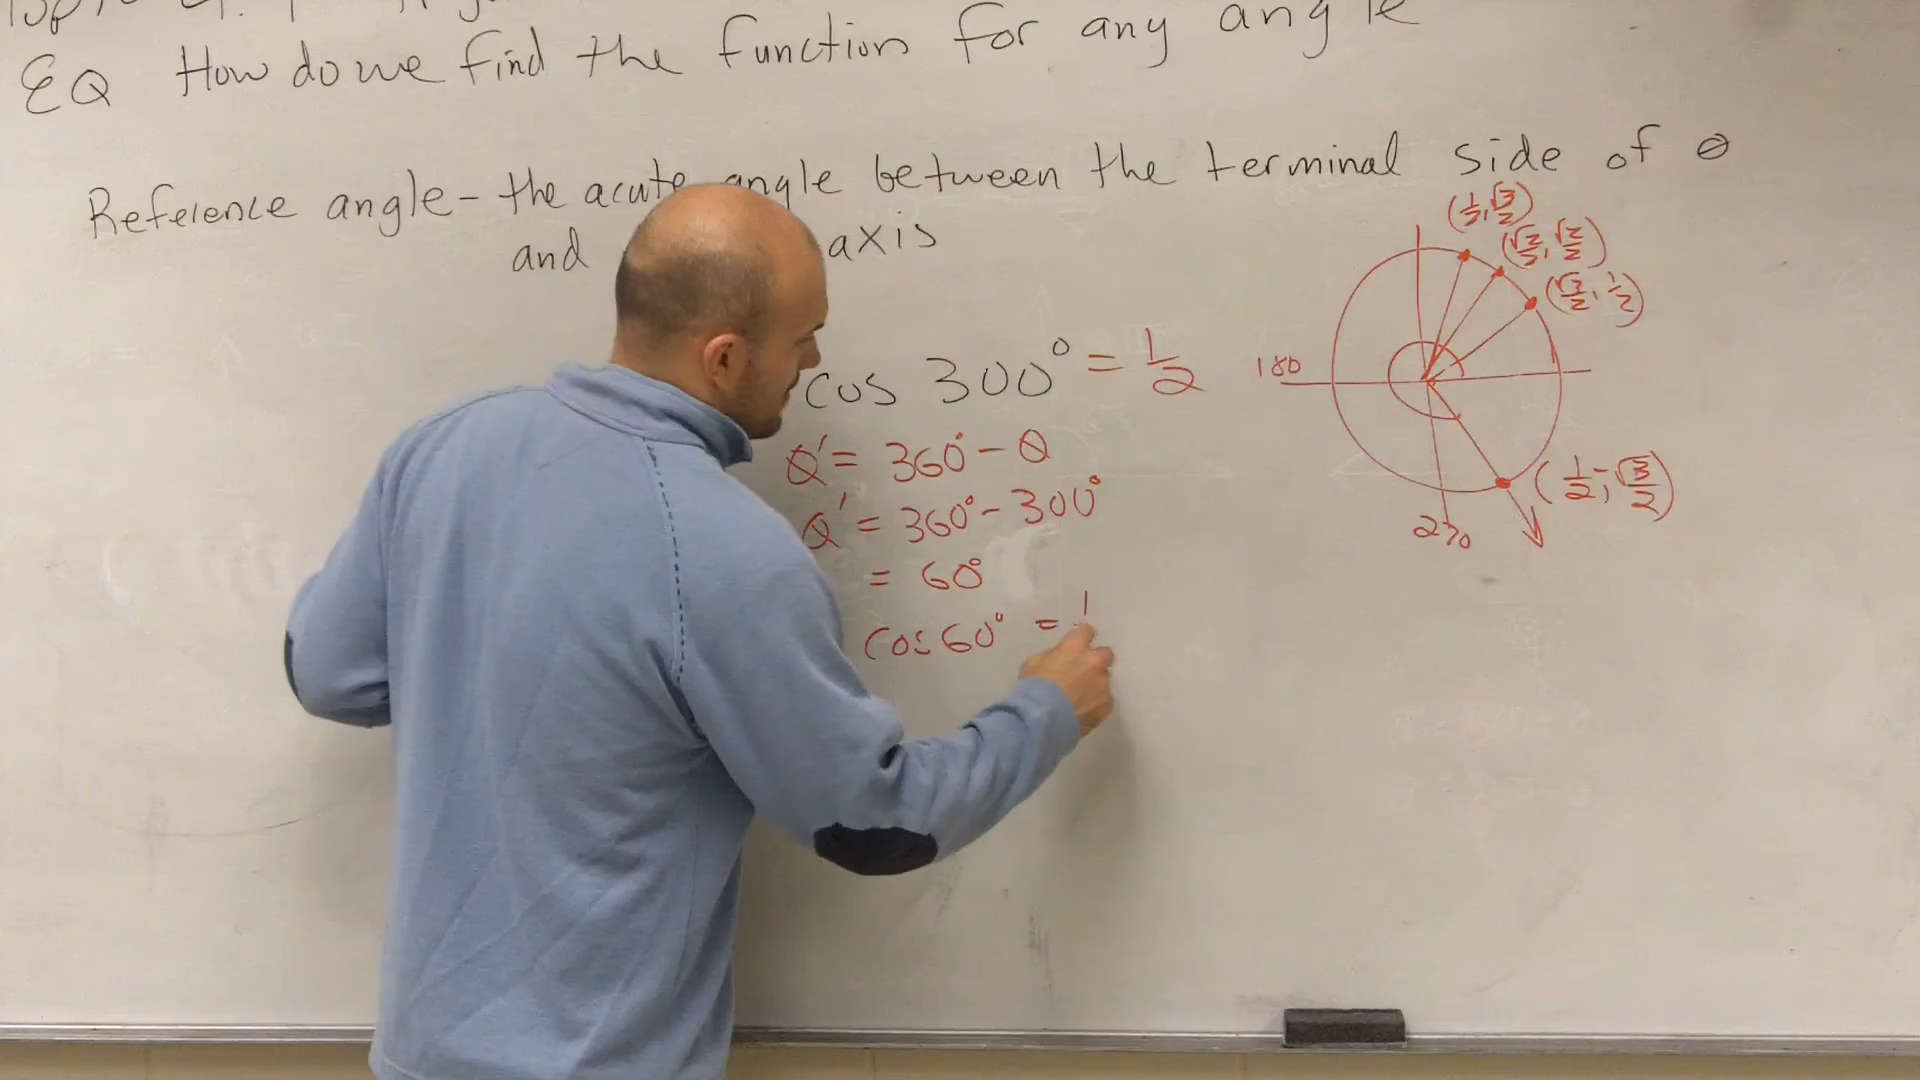 EQ How do we find the function for any angle
Reference angle - the acute angle between the terminal side of θ
and axis
cos 300° = 1/2
θ' = 360° - θ
θ' = 360° - 300°
= 60°
cos 60° = 1
(1/2, √3/2)
(√2/2, √2/2)
(√3/2, 1/2)
180
(1/2, -√3/2)
270